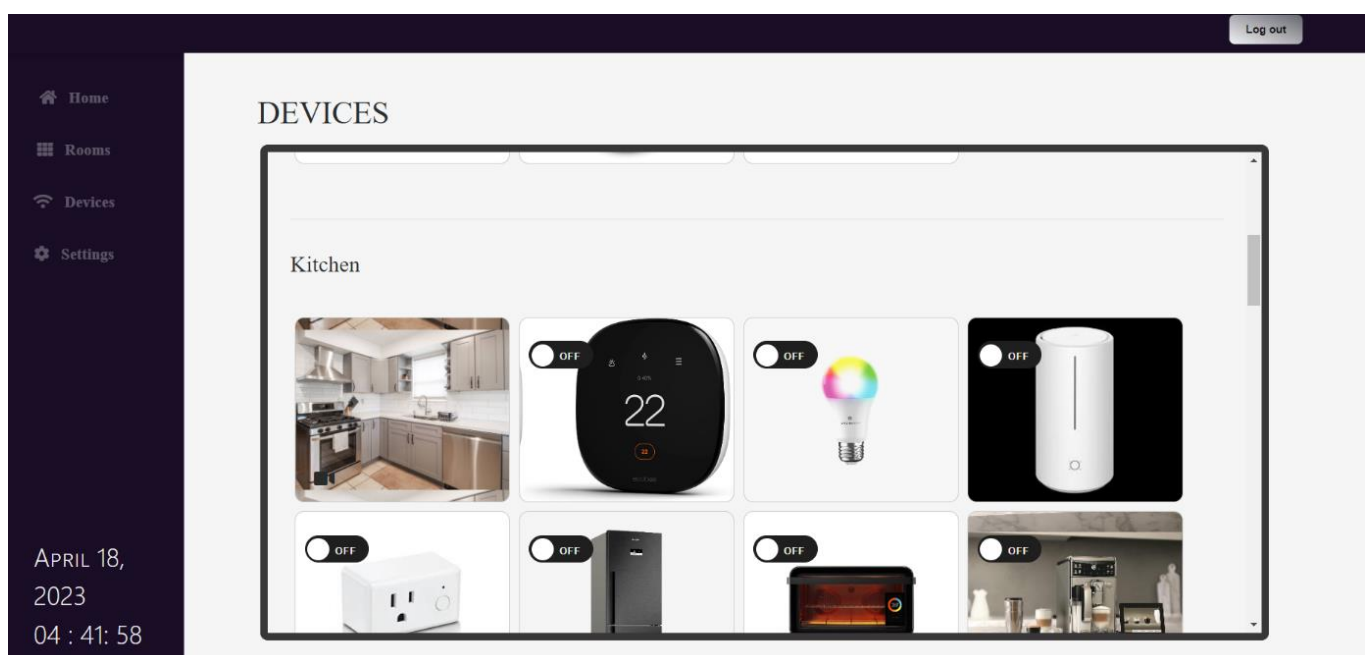 Log out
Home
DEVICES
Rooms
Devices
Settings
Kitchen
OFF
OFF
OFF
22
22
OFF
OFF
OFF
OFF
APRIL 18,
2023
04 : 41: 58